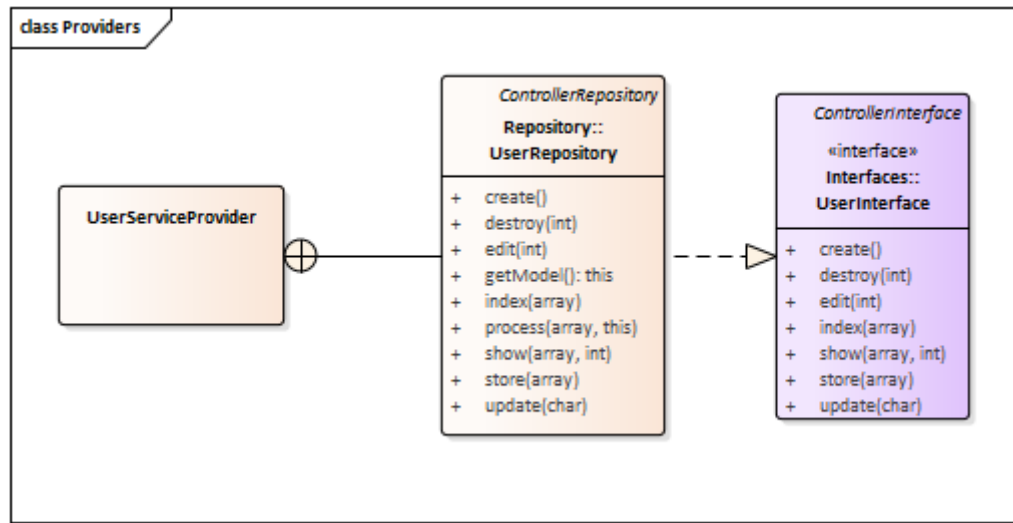 class Providers
UserServiceProvider
ControllerRepository
Repository::
UserRepository
+ create()
+ destroy(int)
+ edit(int)
+ getModel(): this
+ index(array)
+ process(array, this)
+ show(array, int)
+ store(array)
+ update(char)
ControllerInterface
«interface»
Interfaces::
UserInterface
+ create()
+ destroy(int)
+ edit(int)
+ index(array)
+ show(array, int)
+ store(array)
+ update(char)